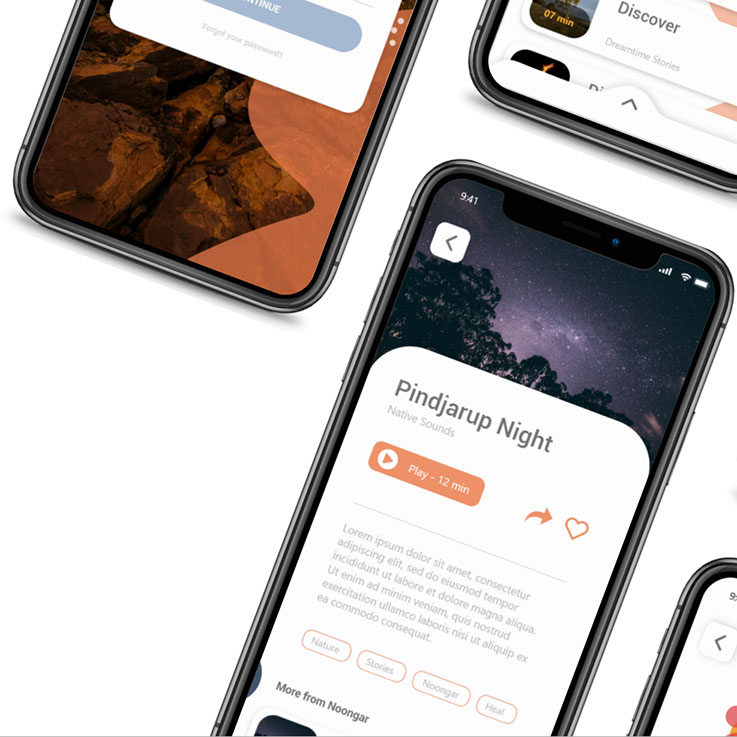 CONTINUE
Forgot your password?
07 min
Discover
Dreamtime Stories
Di
9:41
Pindjarup Night
Native Sounds
Play - 12 min
Lorem ipsum dolor sit amet, consectetur
adipiscing elit, sed do eiusmod tempor
incididunt ut labore et dolore magna aliqua.
Ut enim ad minim veniam, quis nostrud
exercitation ullamco laboris nisi ut aliquip ex
ea commodo consequat.
Nature
Stories
Noongar
Heal
More from Noongar